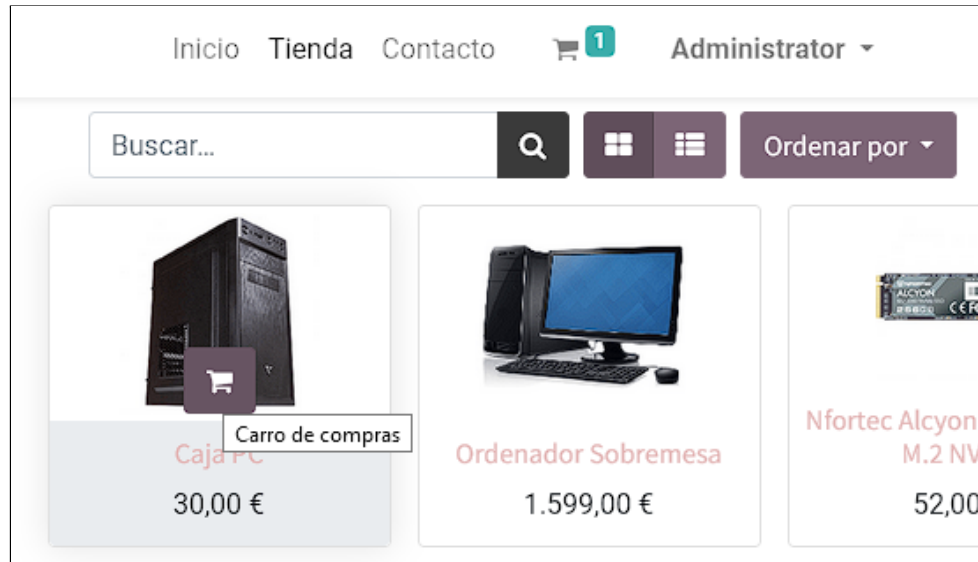 Inicio Tienda Contacto 1 Administrator
Buscar... Ordenar por
ALCYON
Carro de compras
Caja PC
30,00 €
Ordenador Sobremesa
1.599,00 €
Nfortec Alcyon
M.2 NV
52,00